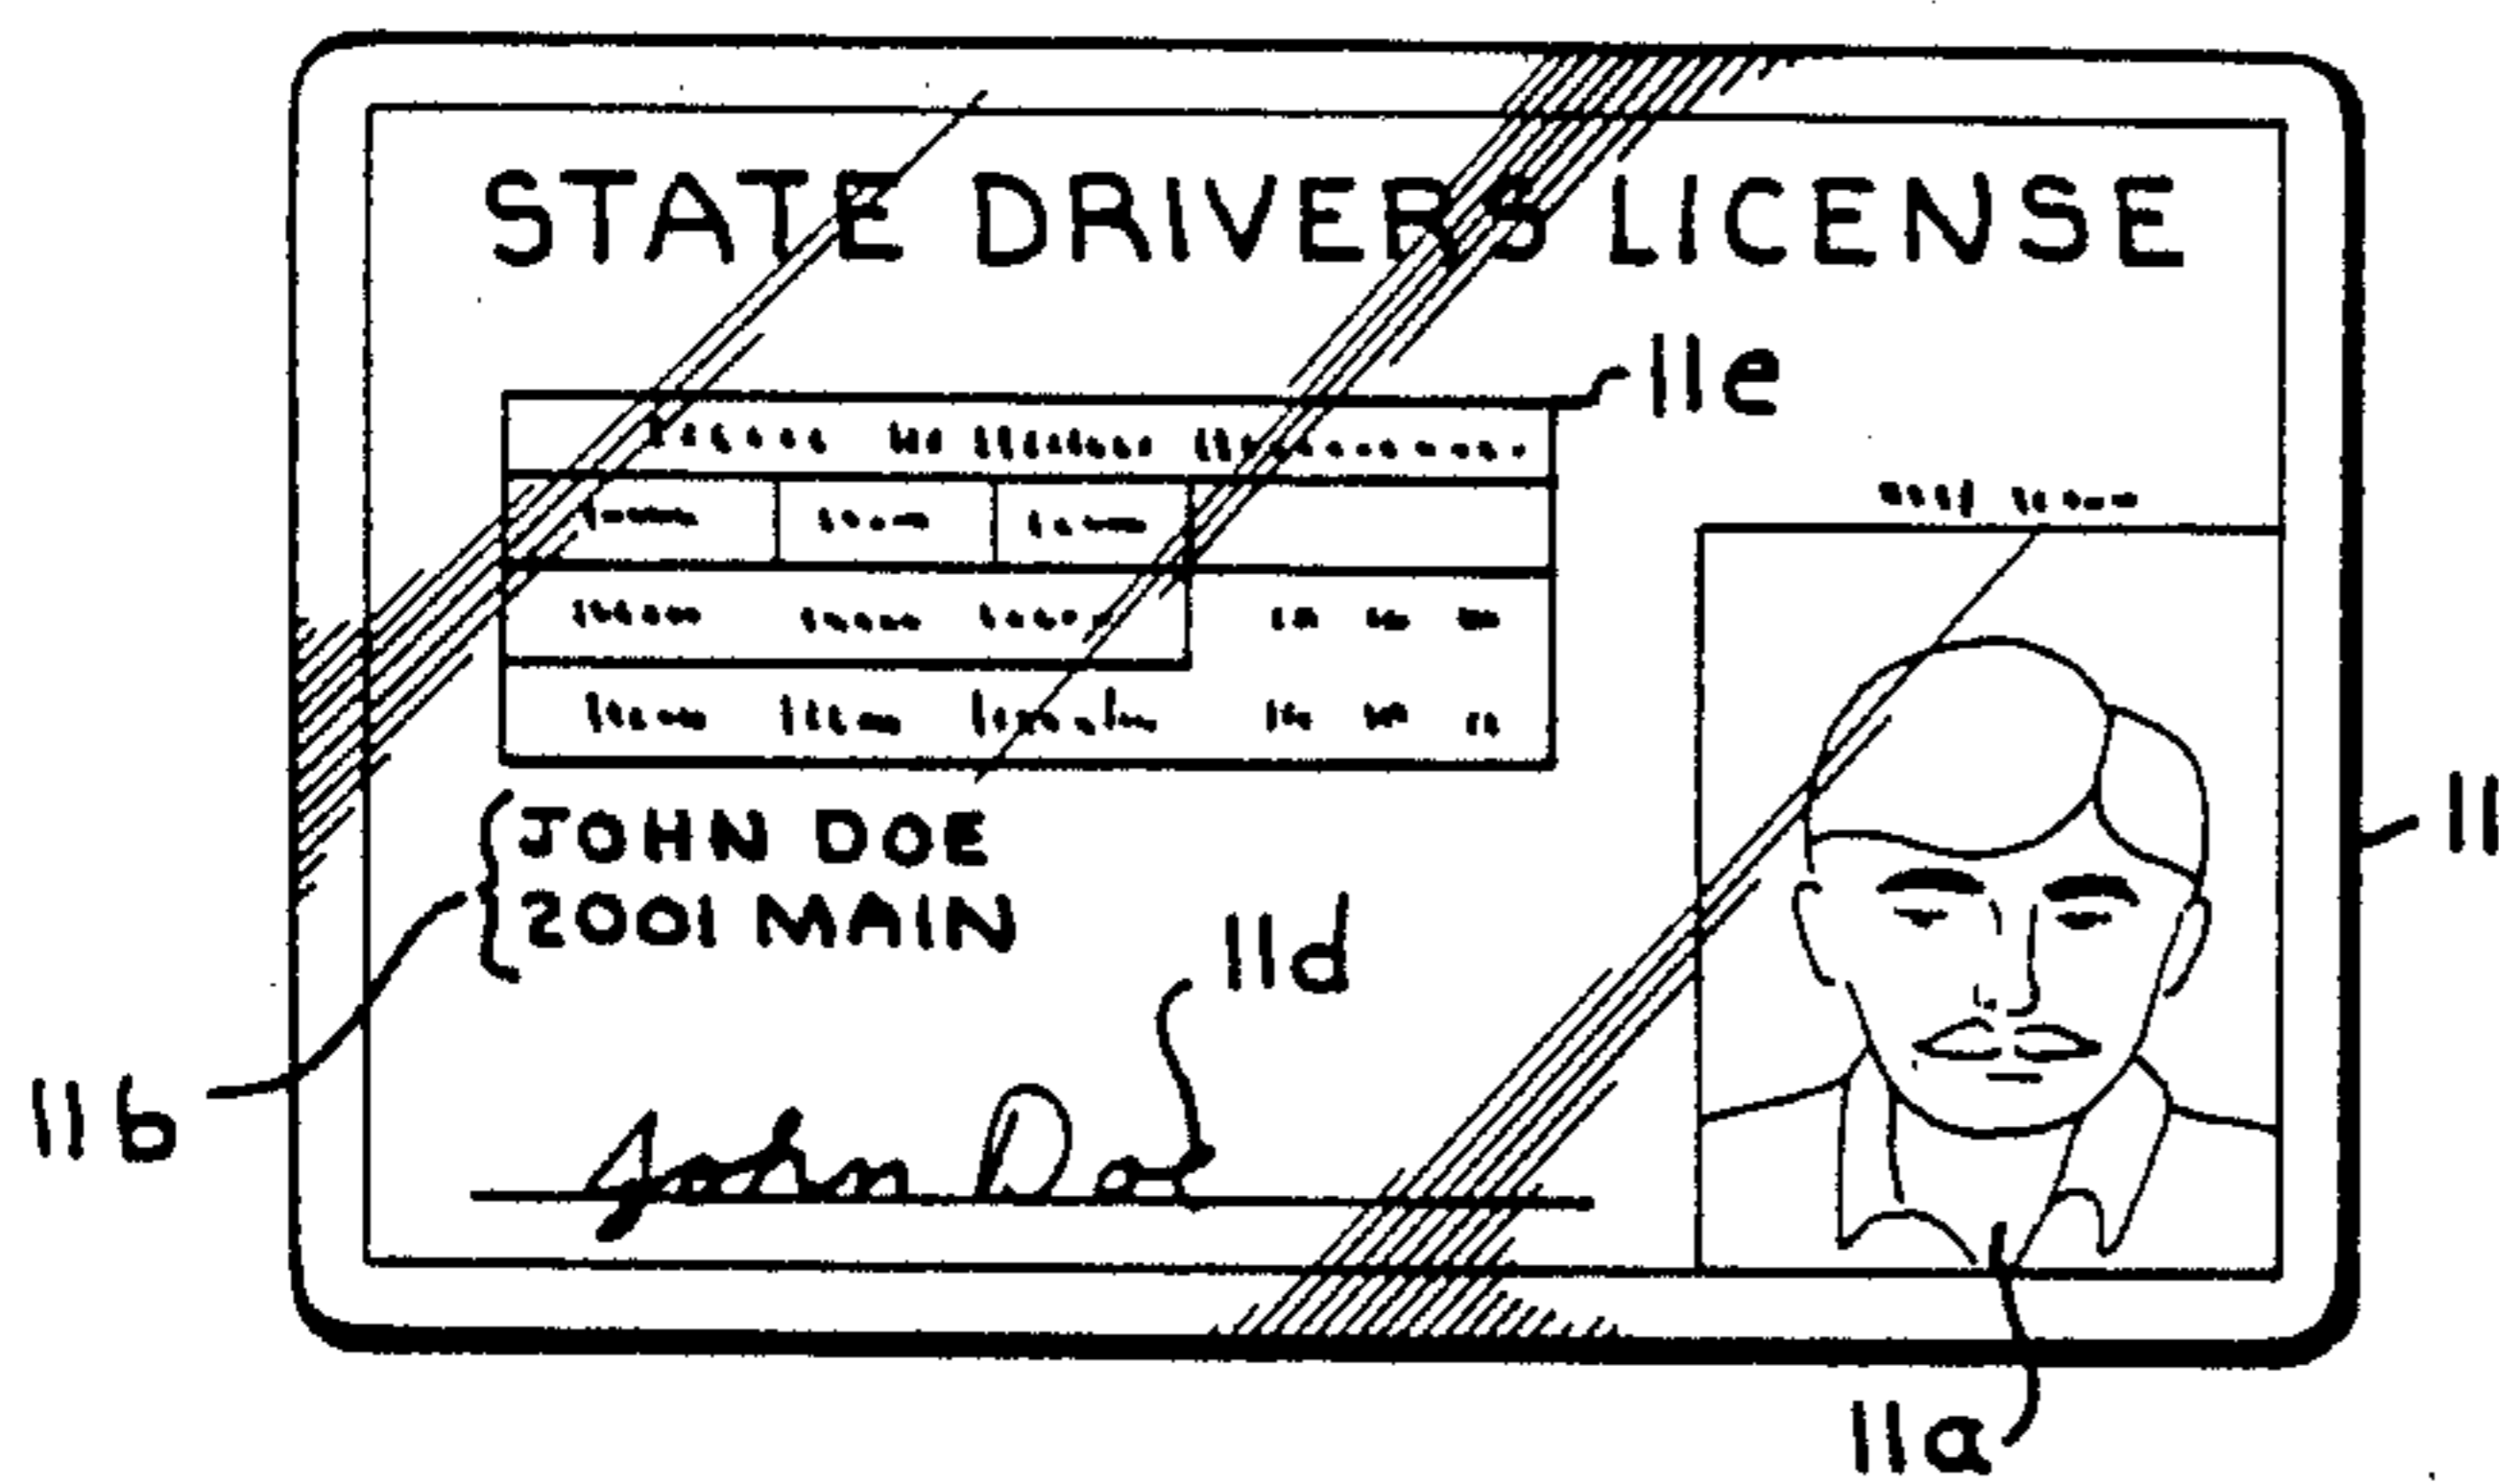 STATE DRIVERS LICENSE
11e
11
JOHN DOE
2001 MAIN
11d
11b
John Doe
11a